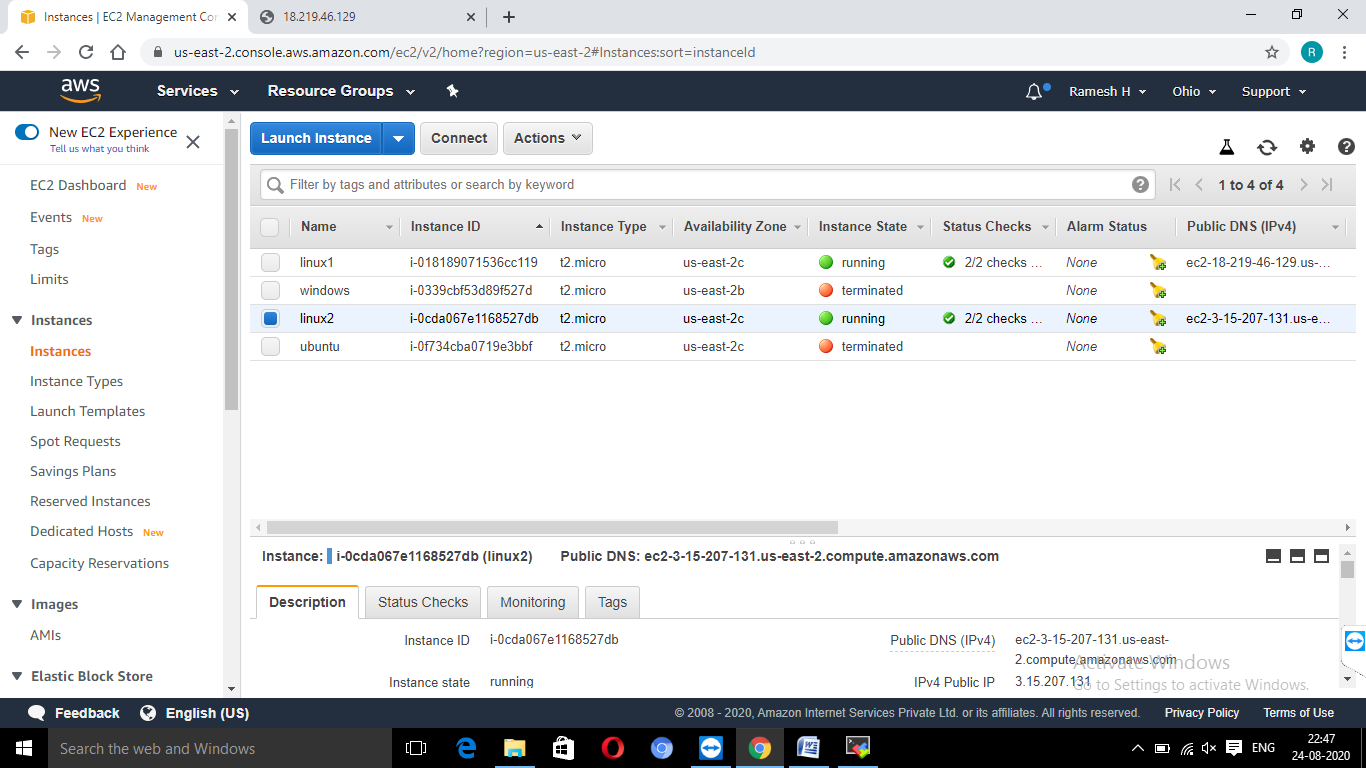 Instances | EC2 Management Con
18.219.46.129
us-east-2.console.aws.amazon.com/ec2/v2/home?region=us-east-2#Instances:sort=instanceId
R
aws
Services
Resource Groups
Ramesh H
Ohio
Support
New EC2 Experience
Tell us what you think
EC2 Dashboard New
Events New
Tags
Limits
Instances
Instances
Instance Types
Launch Templates
Spot Requests
Savings Plans
Reserved Instances
Dedicated Hosts New
Capacity Reservations
Images
AMIs
Elastic Block Store
Launch Instance
Connect
Actions
Filter by tags and attributes or search by keyword
1 to 4 of 4
Name Instance ID Instance Type Availability Zone Instance State Status Checks Alarm Status Public DNS (IPv4)
linux1 i-018189071536cc119 t2.micro us-east-2c running 2/2 checks ... None ec2-18-219-46-129.us-...
windows i-0339cbf53d89f527d t2.micro us-east-2b terminated None
linux2 i-0cda067e1168527db t2.micro us-east-2c running 2/2 checks ... None ec2-3-15-207-131.us-e...
ubuntu i-0f734cba0719e3bbf t2.micro us-east-2c terminated None
Instance: i-0cda067e1168527db (linux2) Public DNS: ec2-3-15-207-131.us-east-2.compute.amazonaws.com
Description
Status Checks
Monitoring
Tags
Instance ID i-0cda067e1168527db
Public DNS (IPv4) ec2-3-15-207-131.us-east-
2.compute.amazonaws.com
Instance state running
IPv4 Public IP 3.15.207.131
Activate Windows
Go to Settings to activate Windows.
Feedback
English (US)
© 2008 - 2020, Amazon Internet Services Private Ltd. or its affiliates. All rights reserved.
Privacy Policy
Terms of Use
Search the web and Windows
ENG
22:47
24-08-2020